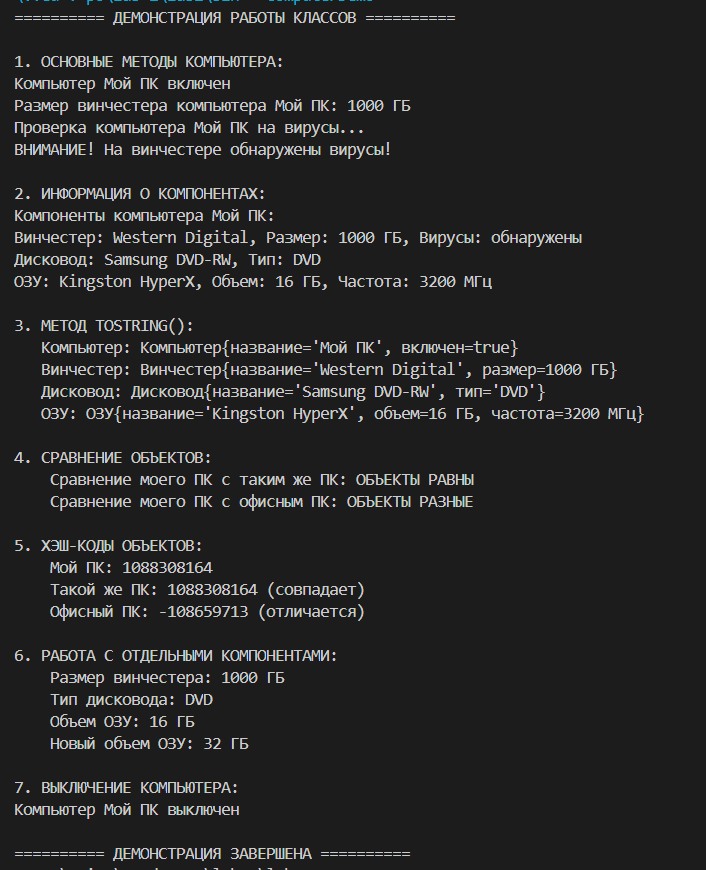 ========== ДЕМОНСТРАЦИЯ РАБОТЫ КЛАССОВ ==========
1. ОСНОВНЫЕ МЕТОДЫ КОМПЬЮТЕРА:
Компьютер Мой ПК включен
Размер винчестера компьютера Мой ПК: 1000 ГБ
Проверка компьютера Мой ПК на вирусы...
ВНИМАНИЕ! На винчестере обнаружены вирусы!
2. ИНФОРМАЦИЯ О КОМПОНЕНТАХ:
Компоненты компьютера Мой ПК:
Винчестер: Western Digital, Размер: 1000 ГБ, Вирусы: обнаружены
Дисковод: Samsung DVD-RW, Тип: DVD
ОЗУ: Kingston HyperX, Объем: 16 ГБ, Частота: 3200 МГц
3. МЕТОД TOSTRING():
Компьютер: Компьютер{название='Мой ПК', включен=true}
Винчестер: Винчестер{название='Western Digital', размер=1000 ГБ}
Дисковод: Дисковод{название='Samsung DVD-RW', тип='DVD'}
ОЗУ: ОЗУ{название='Kingston HyperX', объем=16 ГБ, частота=3200 МГц}
4. СРАВНЕНИЕ ОБЪЕКТОВ:
Сравнение моего ПК с таким же ПК: ОБЪЕКТЫ РАВНЫ
Сравнение моего ПК с офисным ПК: ОБЪЕКТЫ РАЗНЫЕ
5. ХЭШ-КОДЫ ОБЪЕКТОВ:
Мой ПК: 1088308164
Такой же ПК: 1088308164 (совпадает)
Офисный ПК: -108659713 (отличается)
6. РАБОТА С ОТДЕЛЬНЫМИ КОМПОНЕНТАМИ:
Размер винчестера: 1000 ГБ
Тип дисковода: DVD
Объем ОЗУ: 16 ГБ
Новый объем ОЗУ: 32 ГБ
7. ВЫКЛЮЧЕНИЕ КОМПЬЮТЕРА:
Компьютер Мой ПК выключен
========== ДЕМОНСТРАЦИЯ ЗАВЕРШЕНА ==========